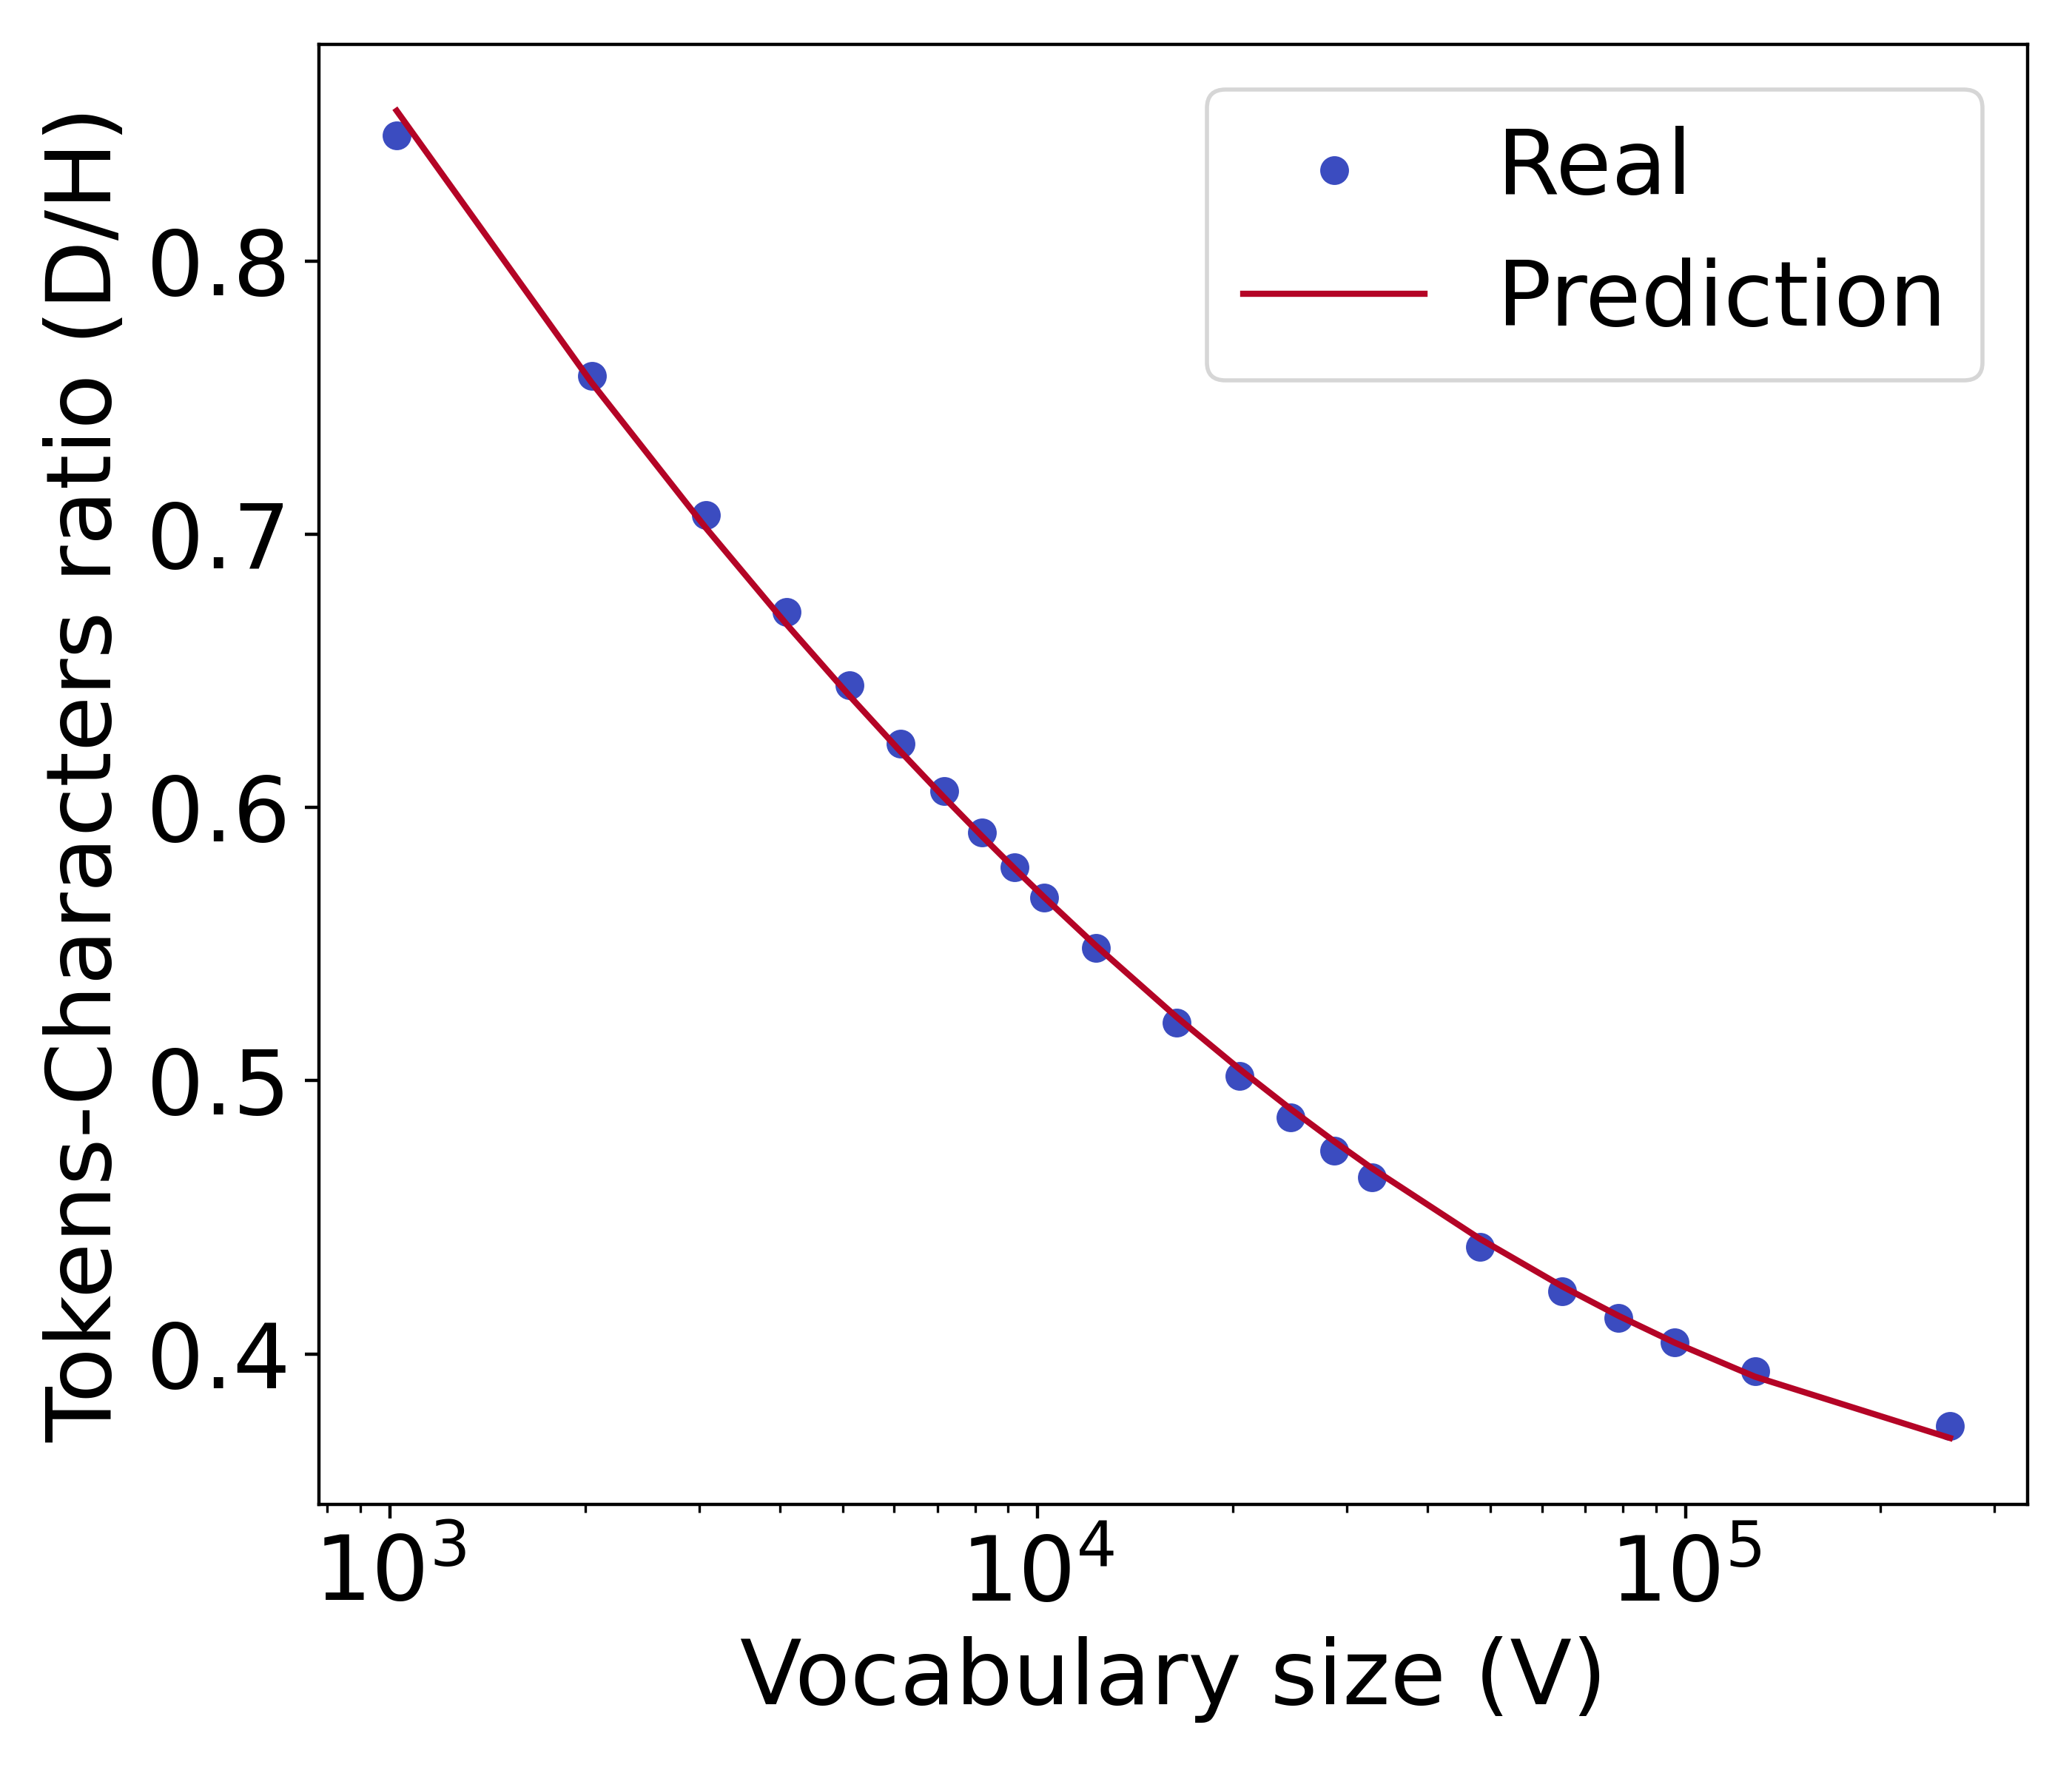 Tokens-Characters ratio (D/H)
0.8
0.7
0.6
0.5
0.4
Real
Prediction
10³
10⁴
10⁵
Vocabulary size (V)